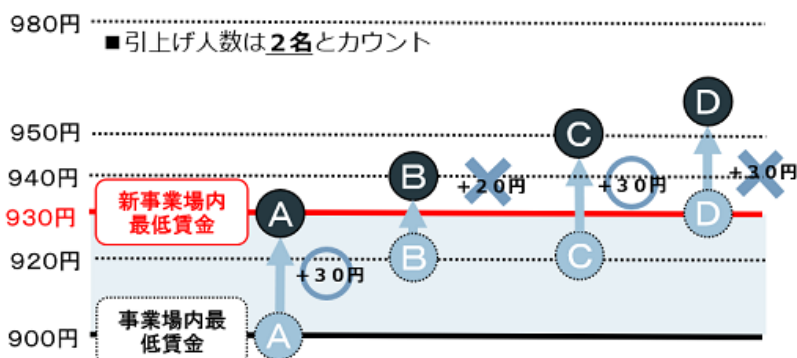 980円
■引上げ人数は２名とカウント
D
950円
C
940円
B
+20円
+30円
+30円
新事業場内
最低賃金
930円
A
D
920円
B
C
+30円
事業場内最
低賃金
900円
A